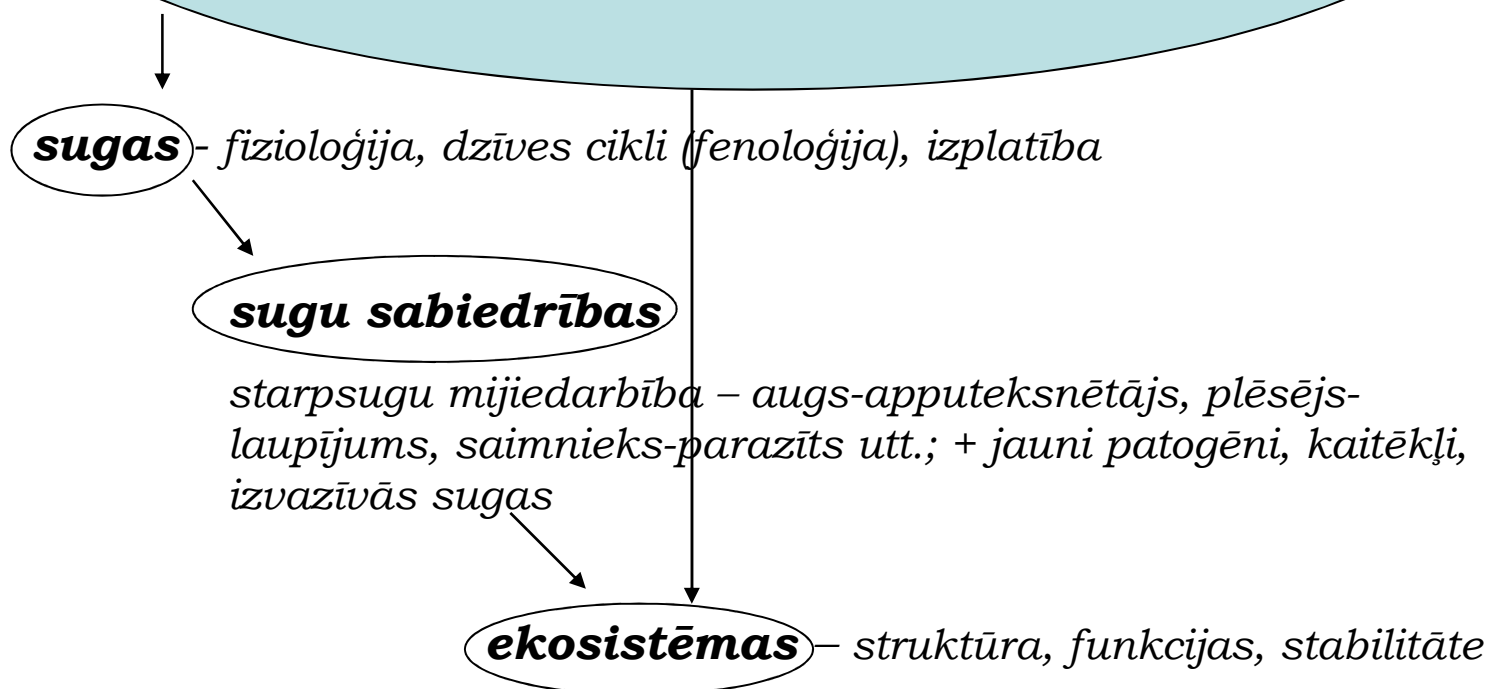 sugas - fizioloģija, dzīves cikli (fenoloģija), izplatība
sugu sabiedrības
starpsugu mijiedarbība – augs-apputeksnētājs, plēsējs-
laupījums, saimnieks-parazīts utt.; + jauni patogēni, kaitēkļi,
izvazīvās sugas
ekosistēmas – struktūra, funkcijas, stabilitāte